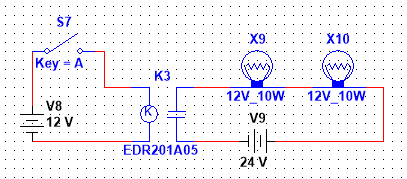 S7
Key = A
V8
12 V
K3
K
EDR201A05
X9
12V_10W
X10
12V_10W
V9
24 V